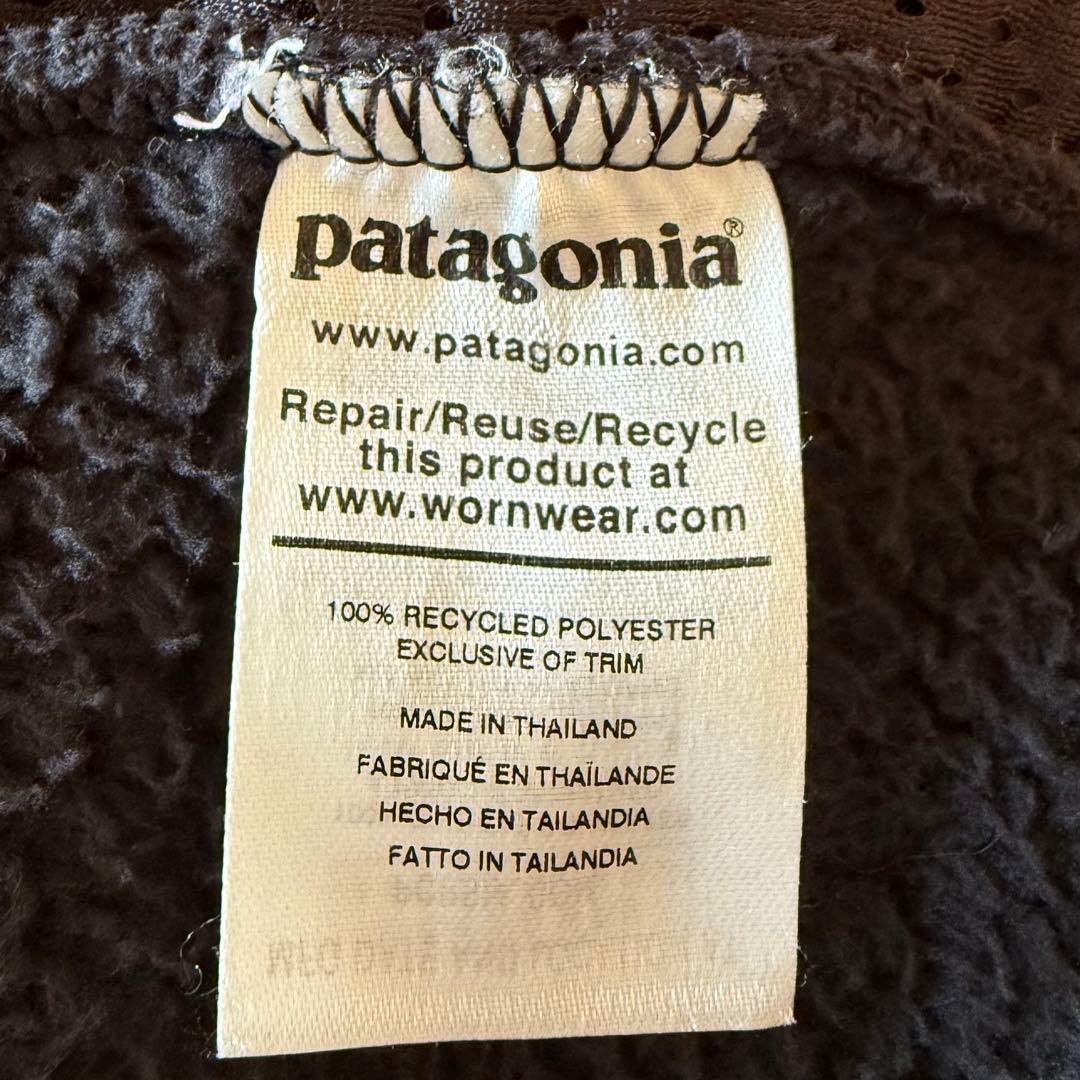 patagonia®
www.patagonia.com
Repair/Reuse/Recycle
this product at
www.wornwear.com
100% RECYCLED POLYESTER
EXCLUSIVE OF TRIM
MADE IN THAILAND
FABRIQUÉ EN THAÏLANDE
HECHO EN TAILANDIA
FATTO IN TAILANDIA